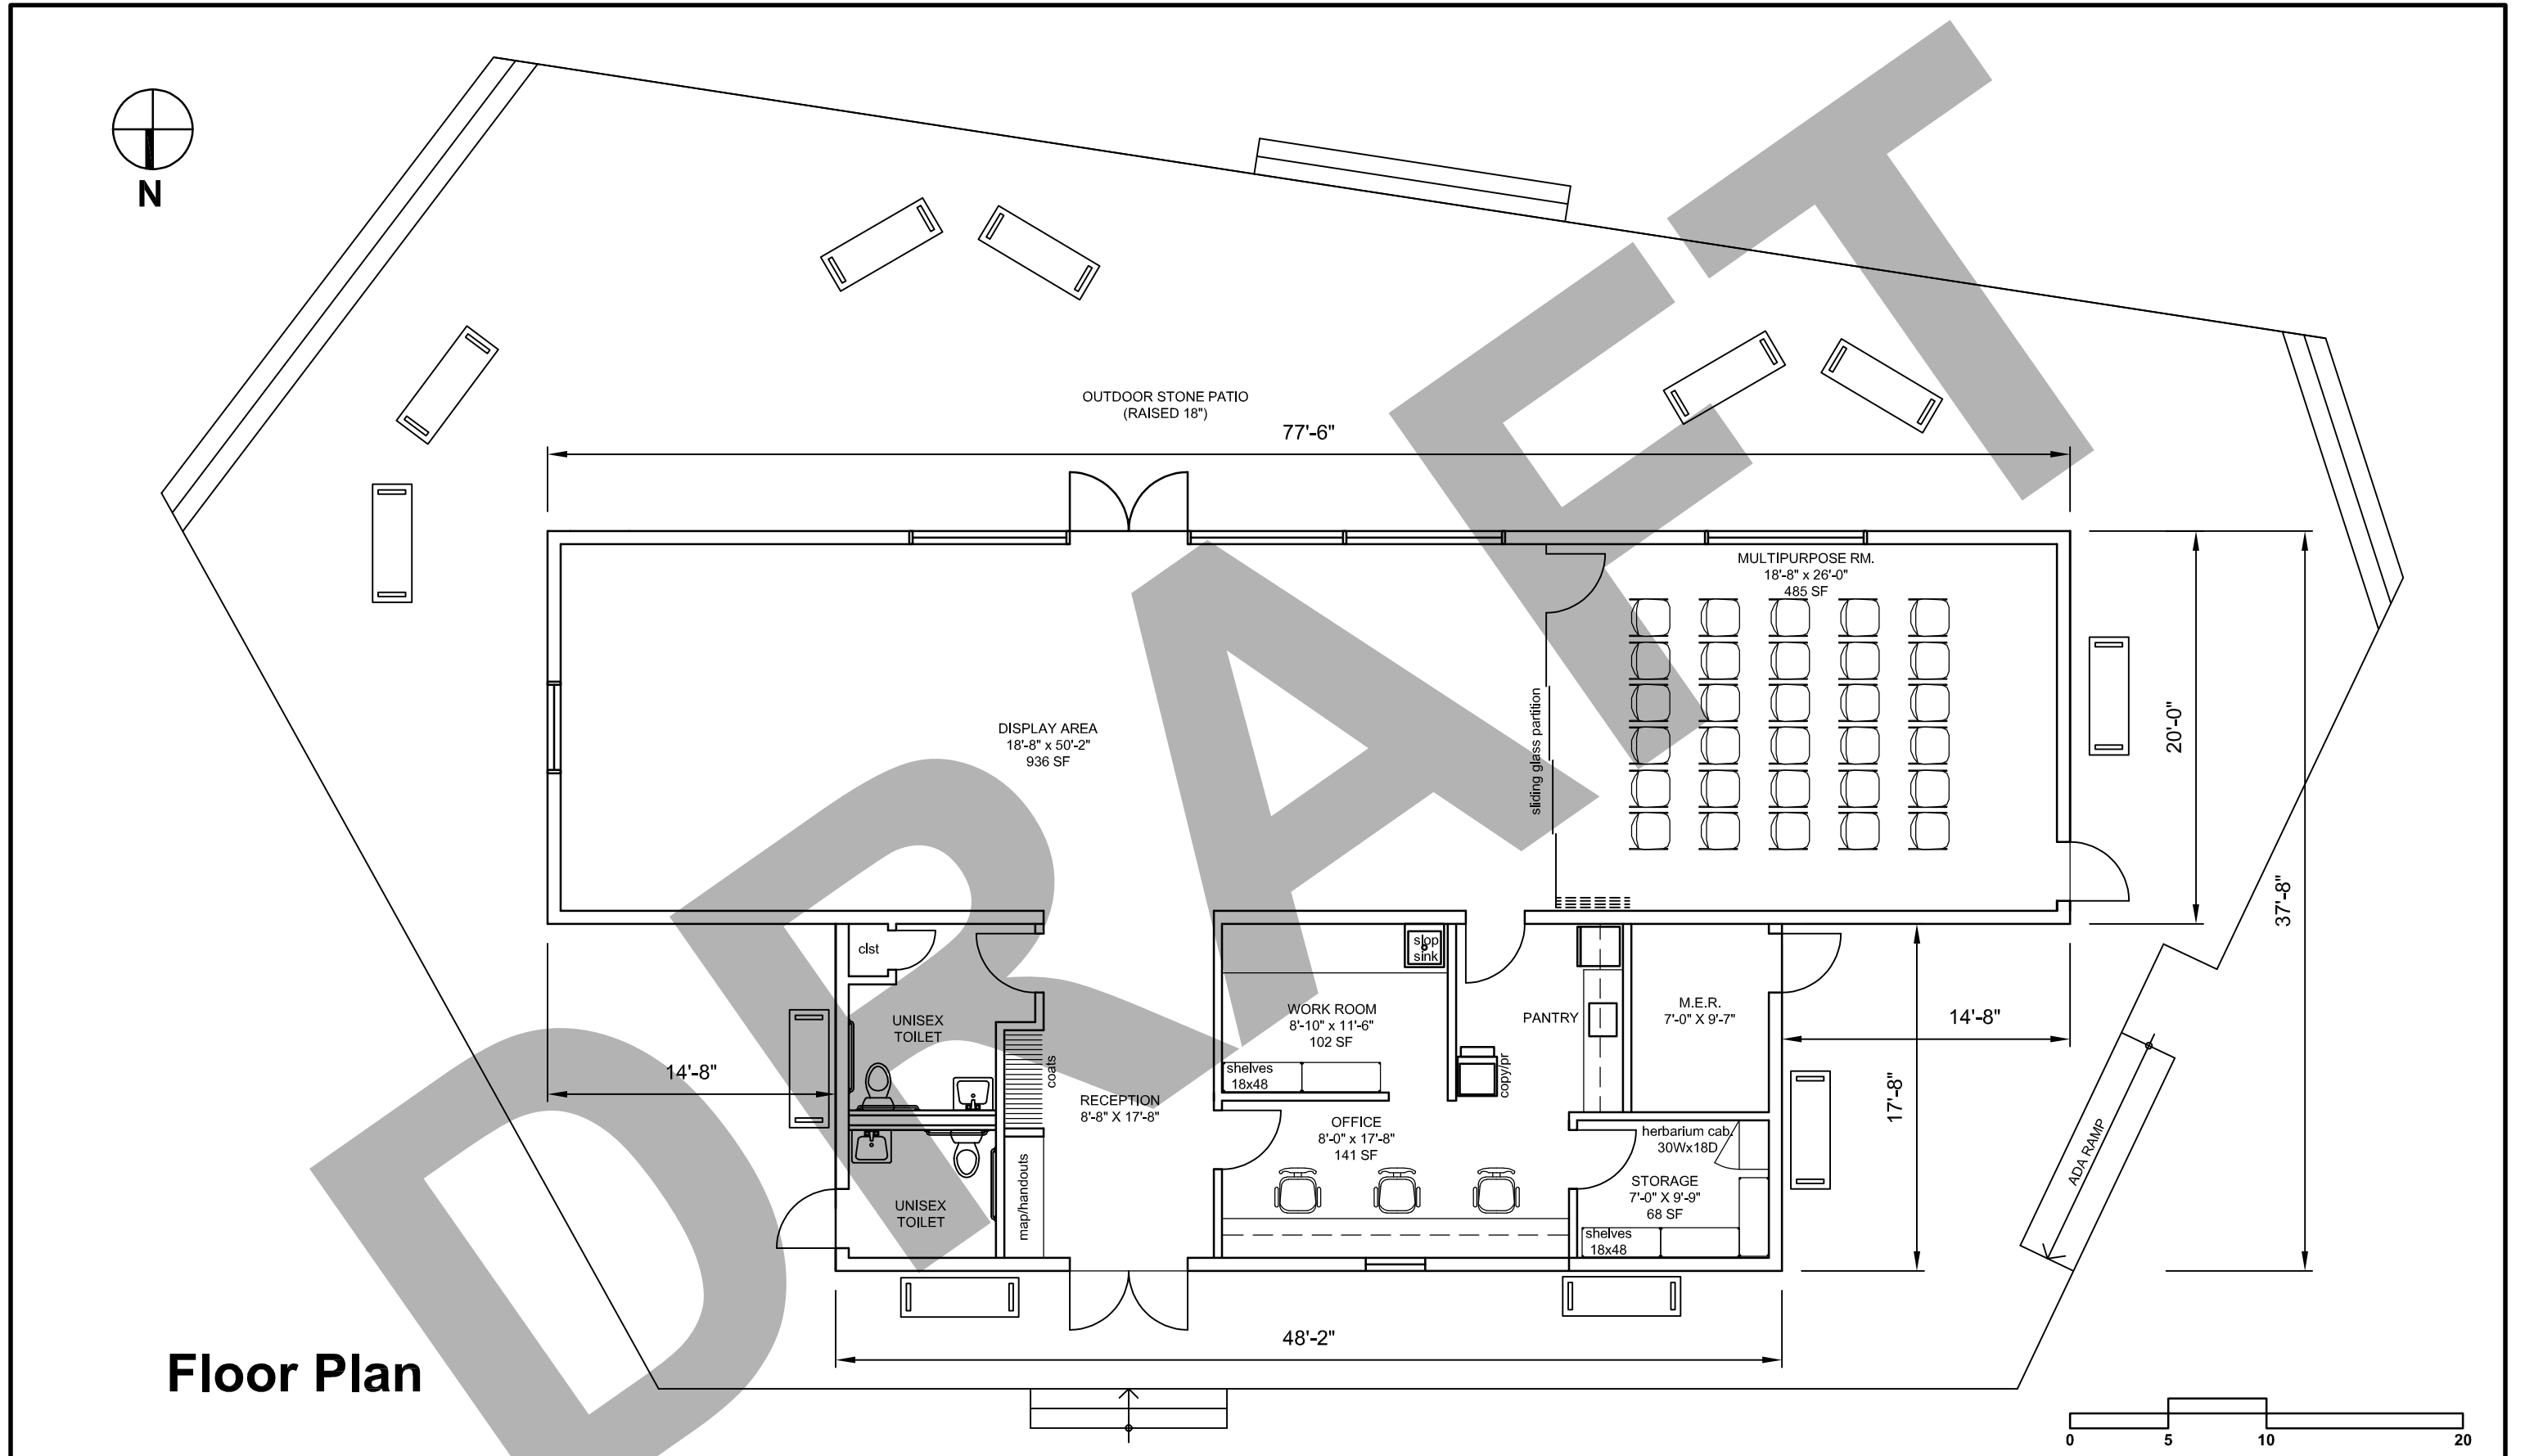 N
OUTDOOR STONE PATIO
(RAISED 18")
77'-6"
MULTIPURPOSE RM.
18'-8" x 26'-0"
485 SF
sliding glass partition
DISPLAY AREA
18'-8" x 50'-2"
936 SF
20'-0"
37'-8"
clst
slop
sink
UNISEX
TOILET
WORK ROOM
8'-10" x 11'-6"
102 SF
PANTRY
M.E.R.
7'-0" X 9'-7"
14'-8"
14'-8"
coats
shelves
18x48
copy/pr
17'-8"
RECEPTION
8'-8" X 17'-8"
OFFICE
8'-0" x 17'-8"
141 SF
herbarium cab.
30Wx18D
ADA RAMP
map/handouts
STORAGE
7'-0" X 9'-9"
68 SF
UNISEX
TOILET
shelves
18x48
48'-2"
Floor Plan
0 5 10 20
DRAFT